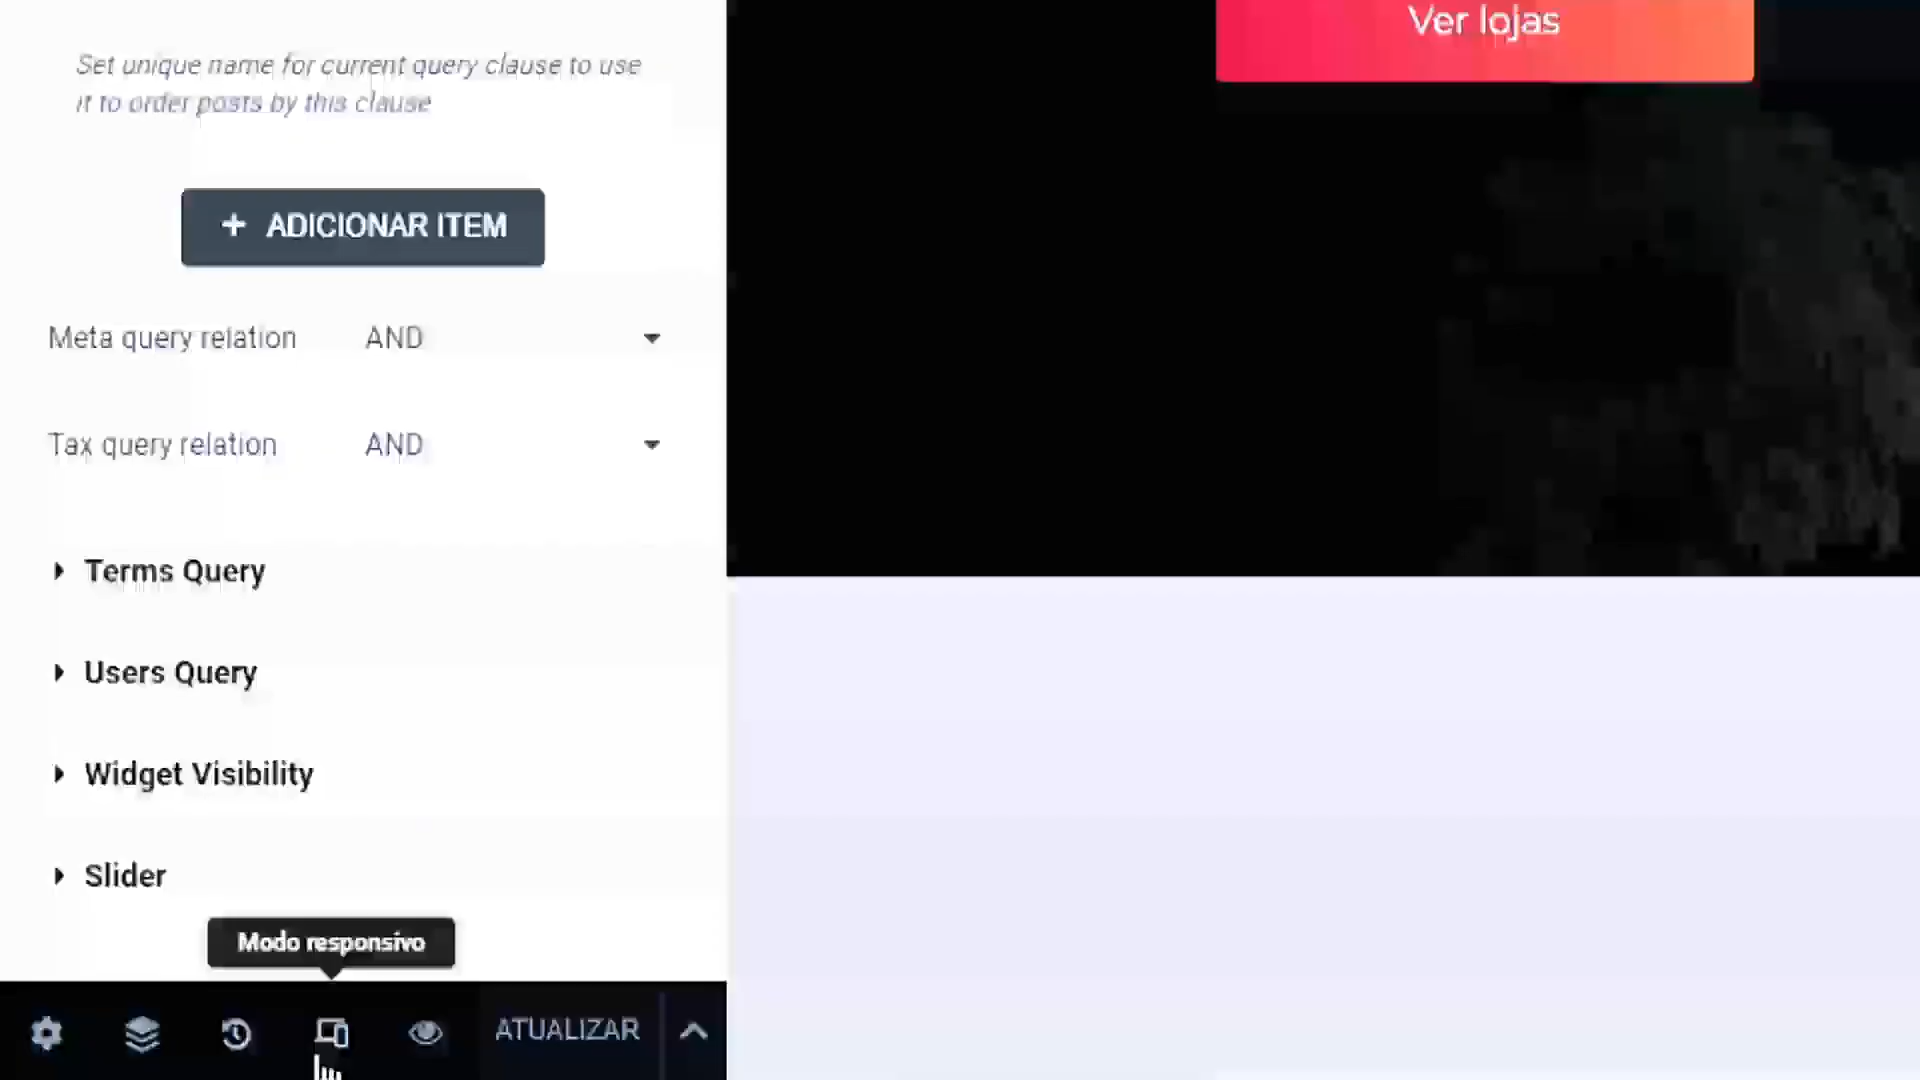 Set unique name for current query clause to use
it to order posts by this clause
+ ADICIONAR ITEM
Meta query relation AND
Tax query relation AND
Terms Query
Users Query
Widget Visibility
Slider
Modo responsivo
ATUALIZAR
Ver lojas